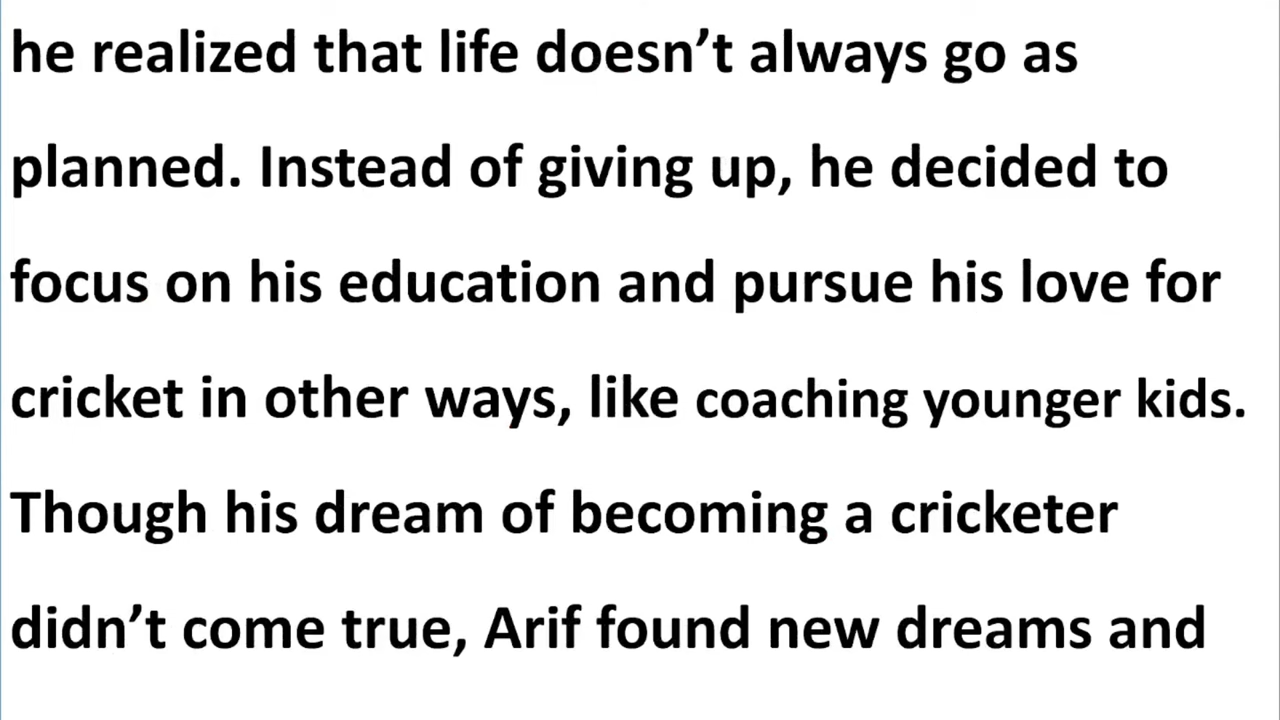 he realized that life doesn’t always go as
planned. Instead of giving up, he decided to
focus on his education and pursue his love for
cricket in other ways, like coaching younger kids.
Though his dream of becoming a cricketer
didn’t come true, Arif found new dreams and